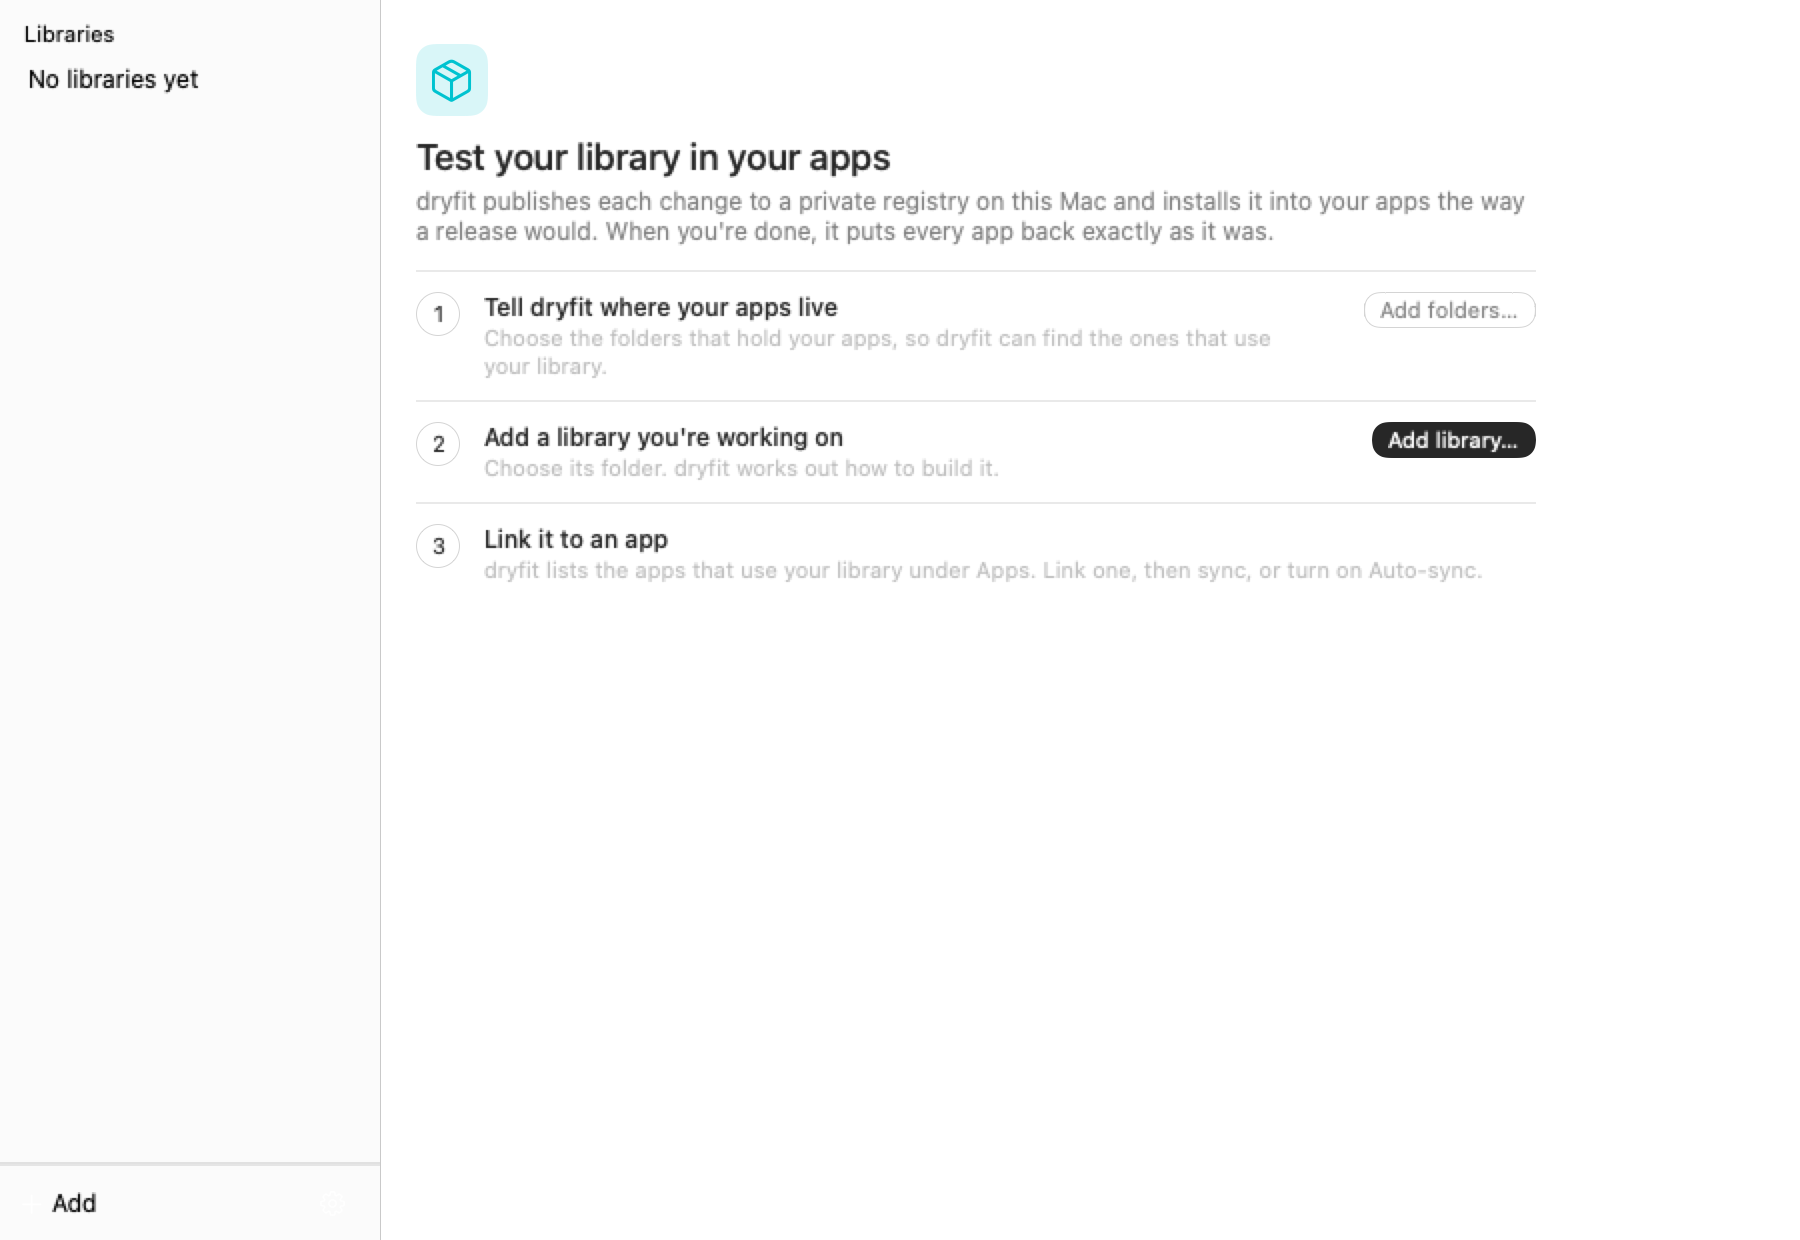 Libraries
No libraries yet
Test your library in your apps
dryfit publishes each change to a private registry on this Mac and installs it into your apps the way
a release would. When you're done, it puts every app back exactly as it was.
1
Tell dryfit where your apps live
Add folders...
Choose the folders that hold your apps, so dryfit can find the ones that use
your library.
2
Add a library you're working on
Add library...
Choose its folder. dryfit works out how to build it.
3
Link it to an app
dryfit lists the apps that use your library under Apps. Link one, then sync, or turn on Auto-sync.
Add